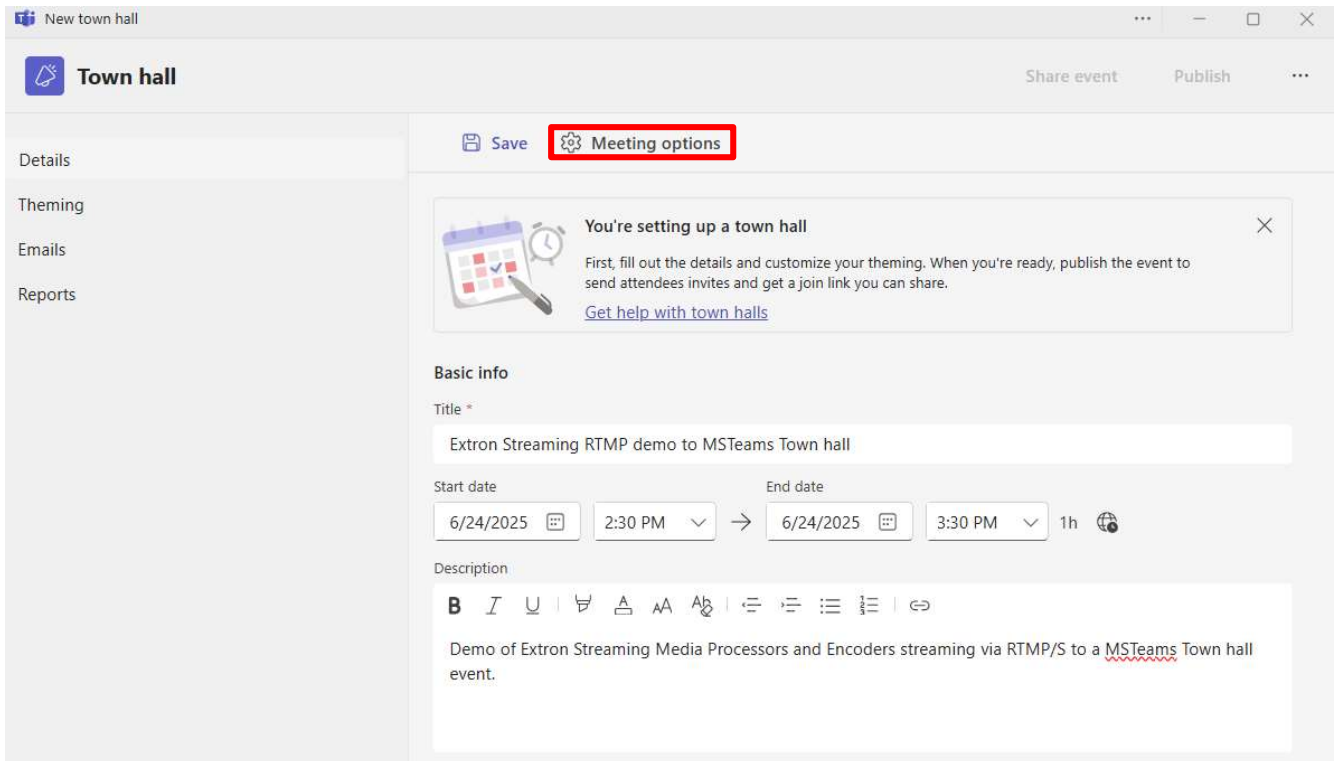 New town hall
Town hall
Share event
Publish
Details
Theming
Emails
Reports
Save
Meeting options
You're setting up a town hall
First, fill out the details and customize your theming. When you're ready, publish the event to
send attendees invites and get a join link you can share.
Get help with town halls
Basic info
Title *
Extron Streaming RTMP demo to MSTeams Town hall
Start date
End date
6/24/2025
2:30 PM
6/24/2025
3:30 PM
1h
Description
Demo of Extron Streaming Media Processors and Encoders streaming via RTMP/S to a MSTeams Town hall
event.